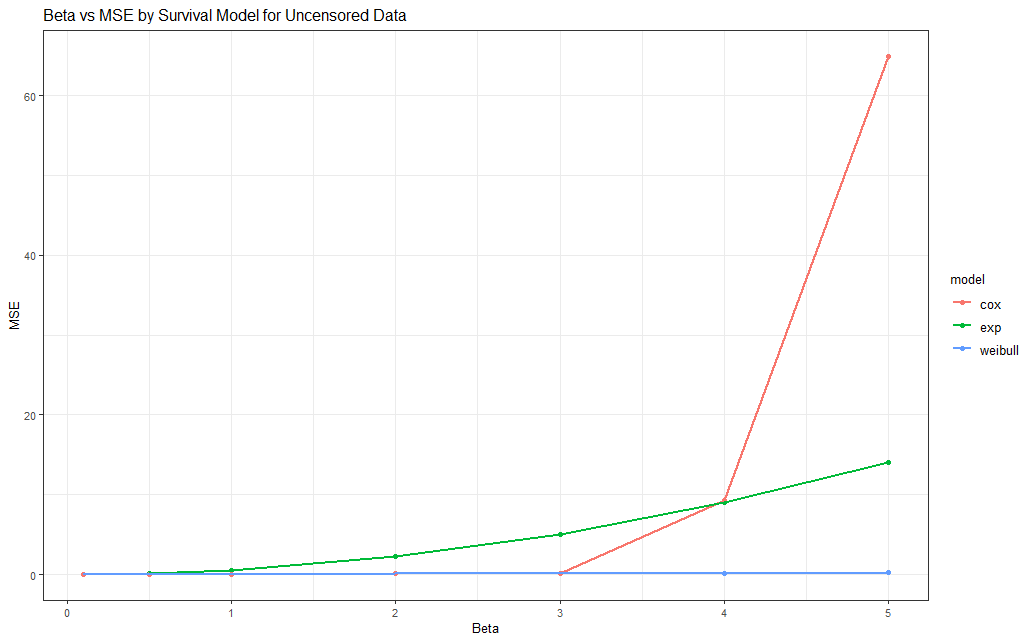 Beta vs MSE by Survival Model for Uncensored Data
60
40
20
0
MSE
0 1 2 3 4 5
Beta
model
cox
exp
weibull